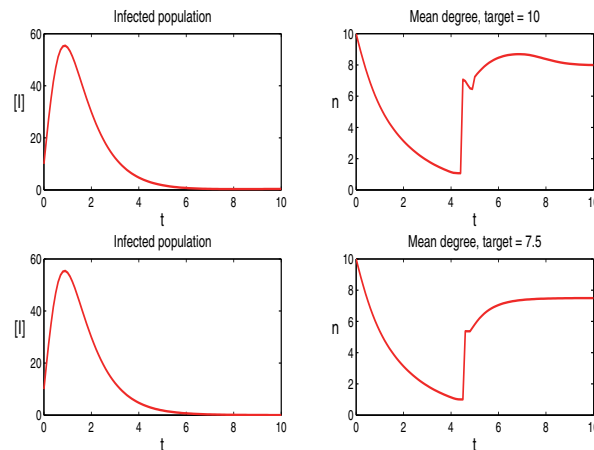 Infected population
Mean degree, target = 10
60
40
20
0
[I]
0 2 4 6 8 10
t
10
8
6
4
2
0
n
0 2 4 6 8 10
t
Infected population
Mean degree, target = 7.5
60
40
20
0
[I]
0 2 4 6 8 10
t
10
8
6
4
2
0
n
0 2 4 6 8 10
t